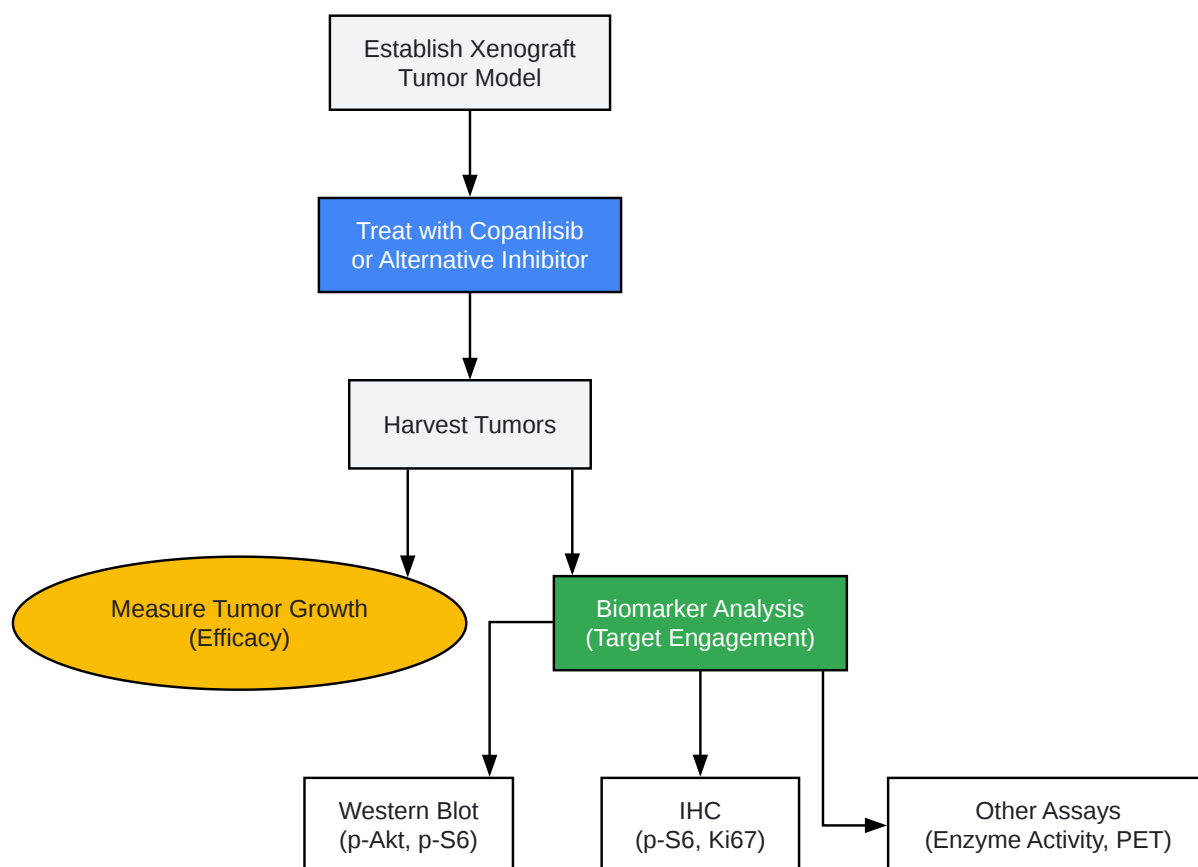 Establish Xenograft
Tumor Model
Treat with Copanlisib
or Alternative Inhibitor
Harvest Tumors
Measure Tumor Growth
(Efficacy)
Biomarker Analysis
(Target Engagement)
Western Blot
(p-Akt, p-S6)
IHC
(p-S6, Ki67)
Other Assays
(Enzyme Activity, PET)